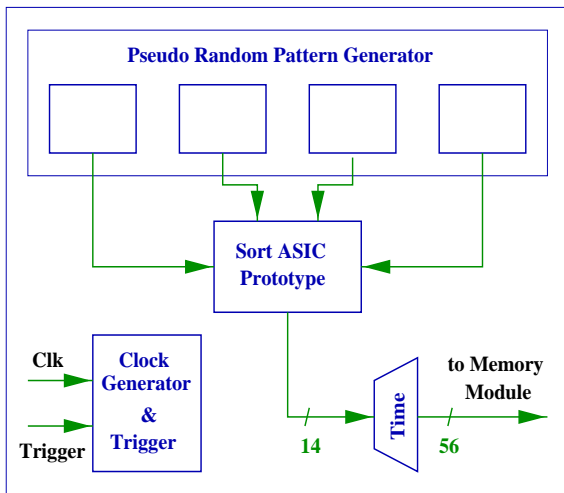 Pseudo Random Pattern Generator
Sort ASIC
Prototype
Clk
Trigger
Clock
Generator
&
Trigger
14
Time
56
to Memory
Module